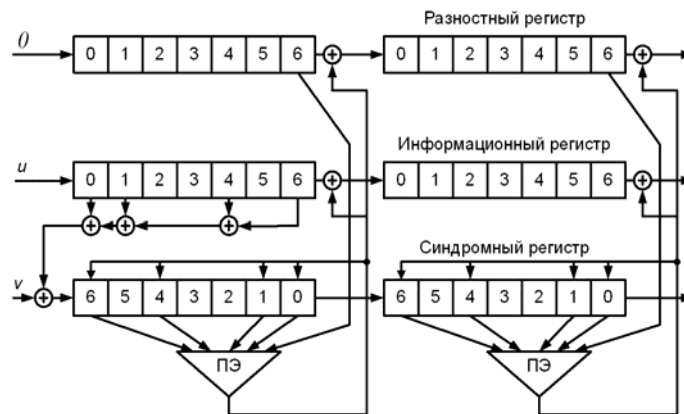 Разностный регистр
0 0 1 2 3 4 5 6 0 1 2 3 4 5 6
Информационный регистр
u 0 1 2 3 4 5 6 0 1 2 3 4 5 6
Синдромный регистр
v 6 5 4 3 2 1 0 6 5 4 3 2 1 0
ПЭ ПЭ